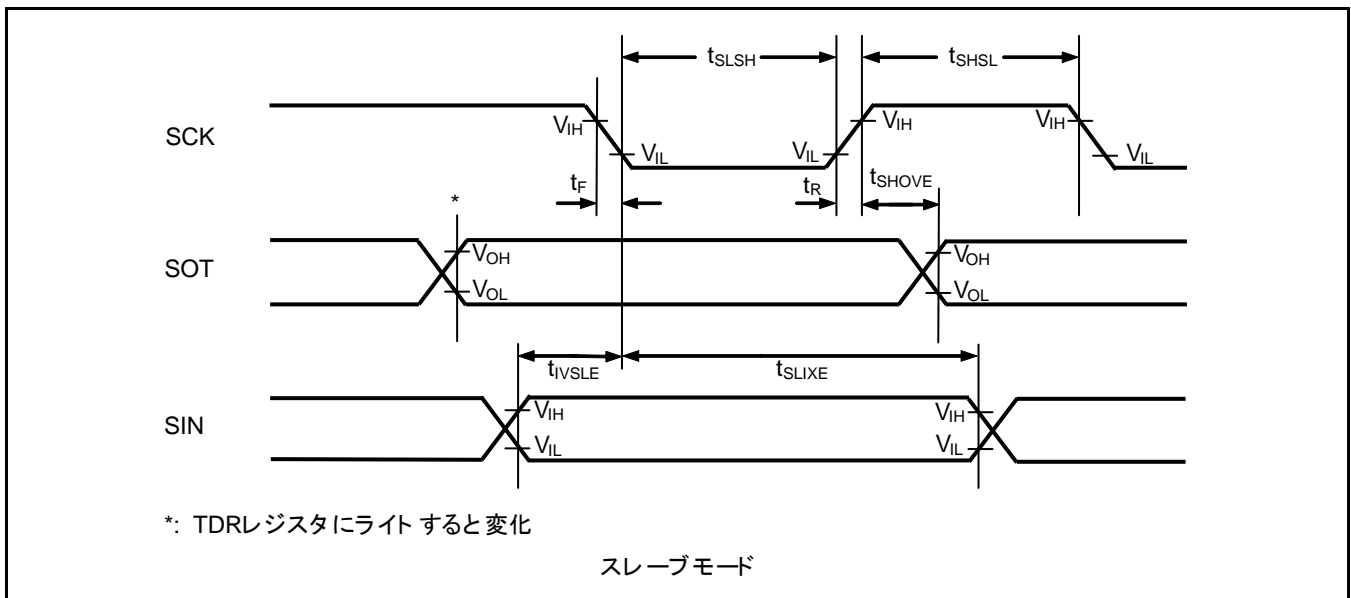 tSLSH tSHSL
SCK VIH VIL VIL VIH VIH VIL
tF tR tSHOVE
*
SOT VOH VOL VOH VOL
tIVSLE tSLIXE
SIN VIH VIL VIH VIL
*: TDRレジスタにライトすると変化
スレーブモード